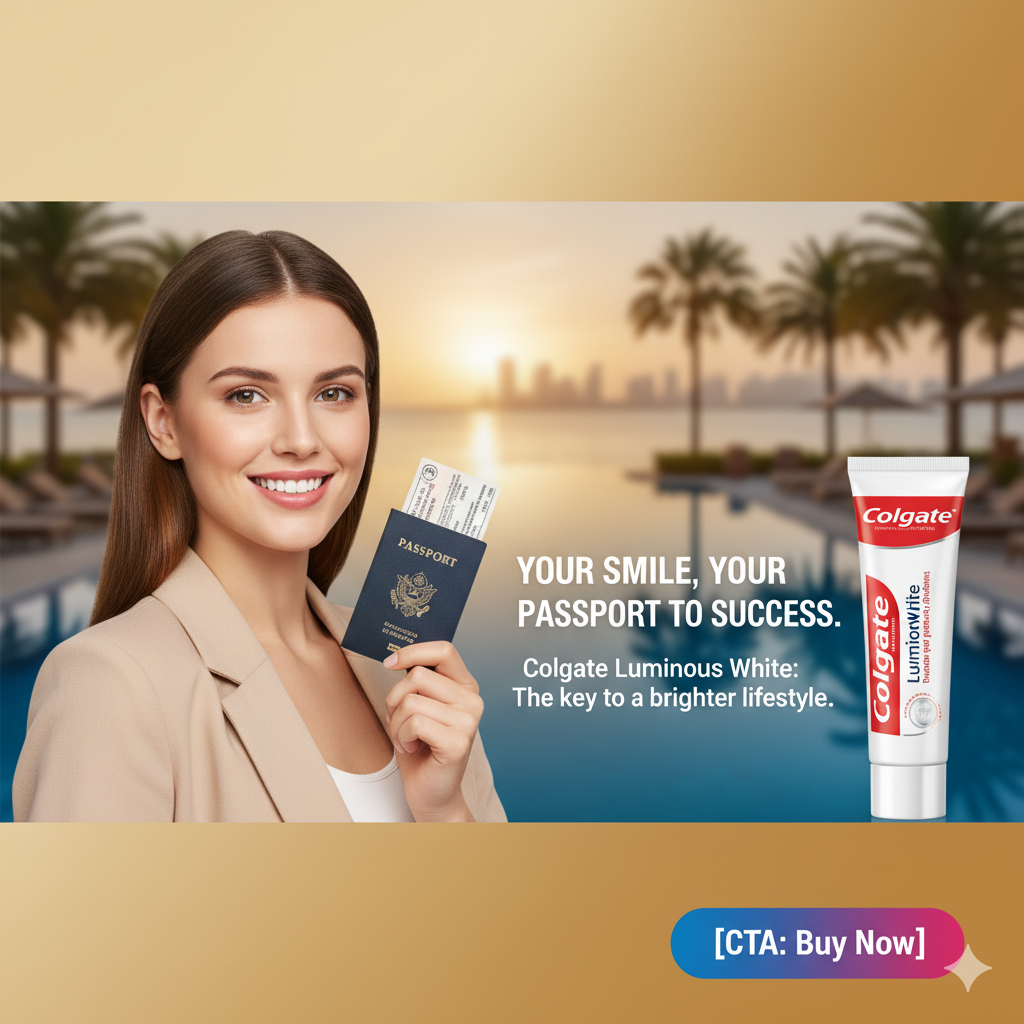 PASSPORT
YOUR SMILE, YOUR
PASSPORT TO SUCCESS.
Colgate Luminous White:
The key to a brighter lifestyle.
Colgate
Colgate
LumionWhite
[CTA: Buy Now]